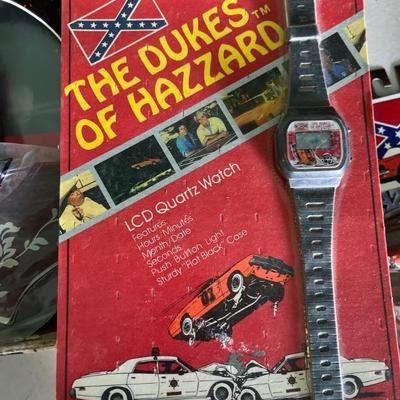 THE DUKES™
OF HAZZARD
LCD Quartz Watch
Features:
Hours/Minutes
Month/Date
Seconds
Push Button Light
Sturdy "Flat Black" Case